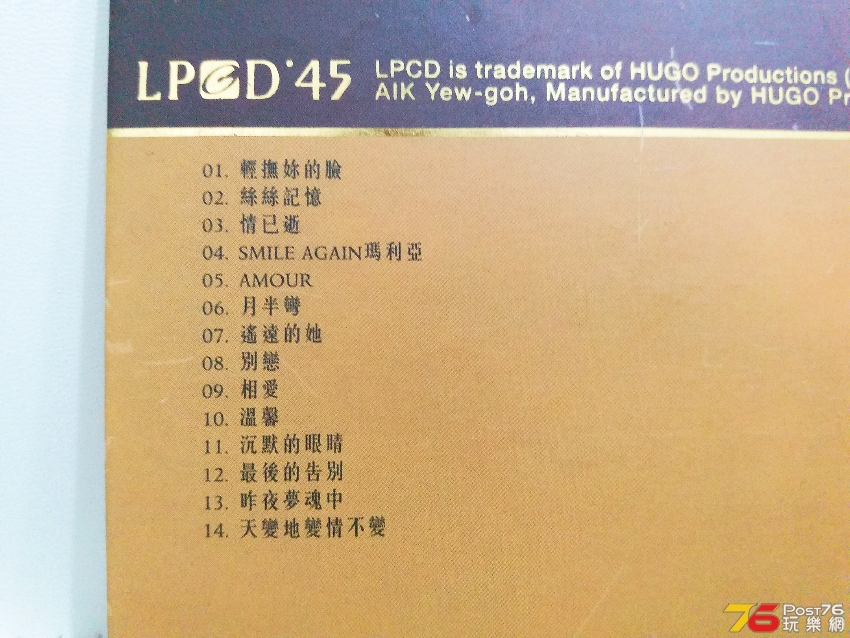 LPCD'45
LPCD is trademark of HUGO Productions (
AIK Yew-goh, Manufactured by HUGO Pr
01. 輕撫妳的臉
02. 絲絲記憶
03. 情已逝
04. SMILE AGAIN瑪利亞
05. AMOUR
06. 月半彎
07. 遙遠的她
08. 別戀
09. 相愛
10. 溫馨
11. 沉默的眼睛
12. 最後的告別
13. 昨夜夢魂中
14. 天變地變情不變
76 POST76
玩樂網